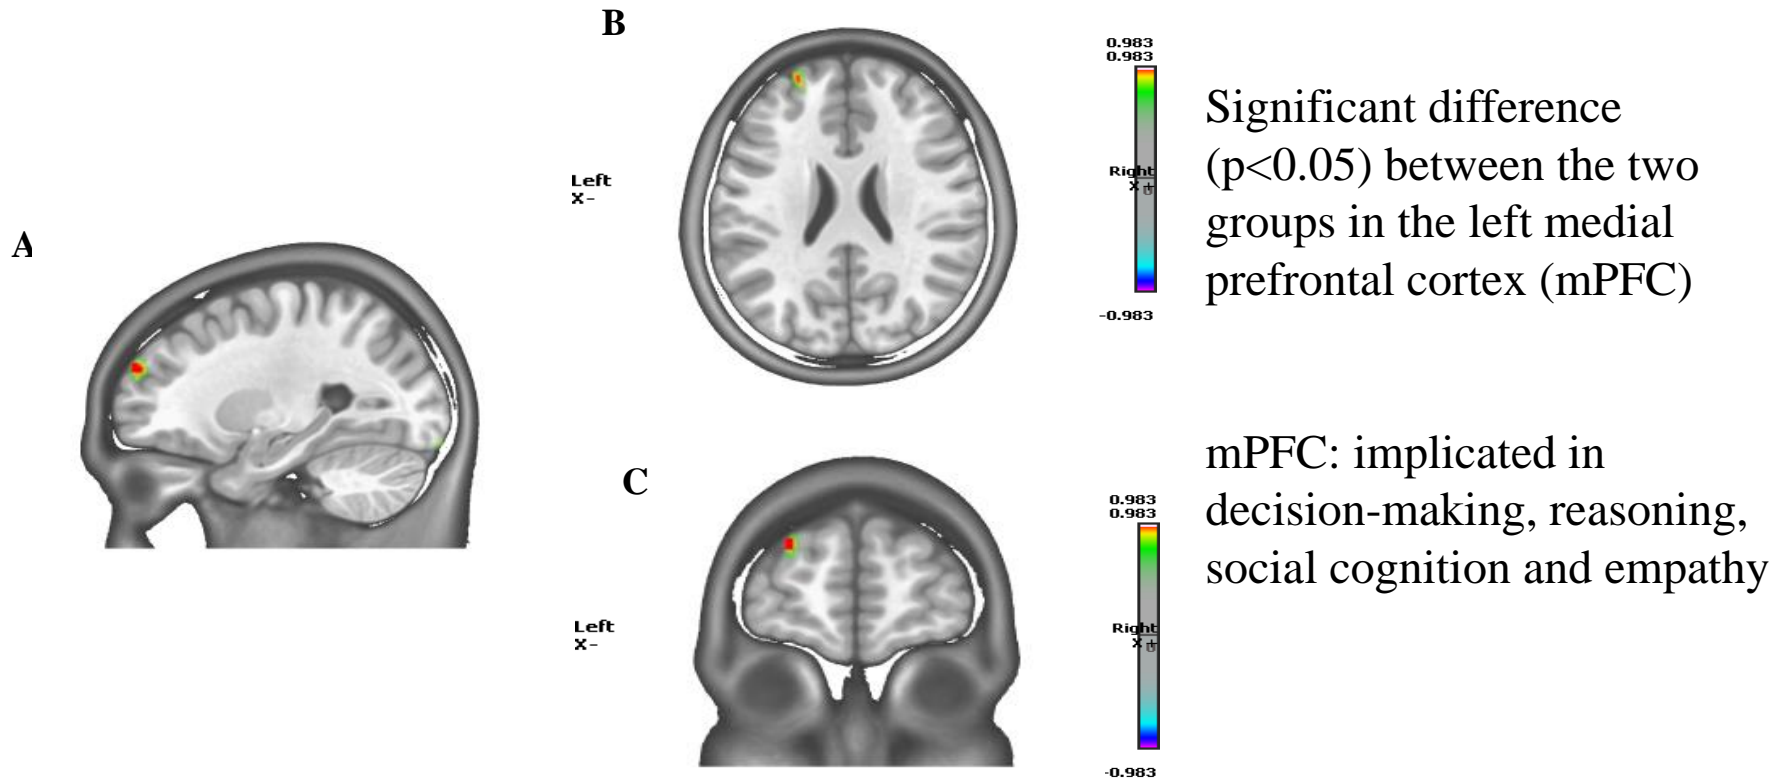 A
B
Left
X-
0.983
0.983
Right
X +
-0.983
C
Left
X-
0.983
0.983
Right
X +
-0.983
Significant difference
(p<0.05) between the two
groups in the left medial
prefrontal cortex (mPFC)
mPFC: implicated in
decision-making, reasoning,
social cognition and empathy